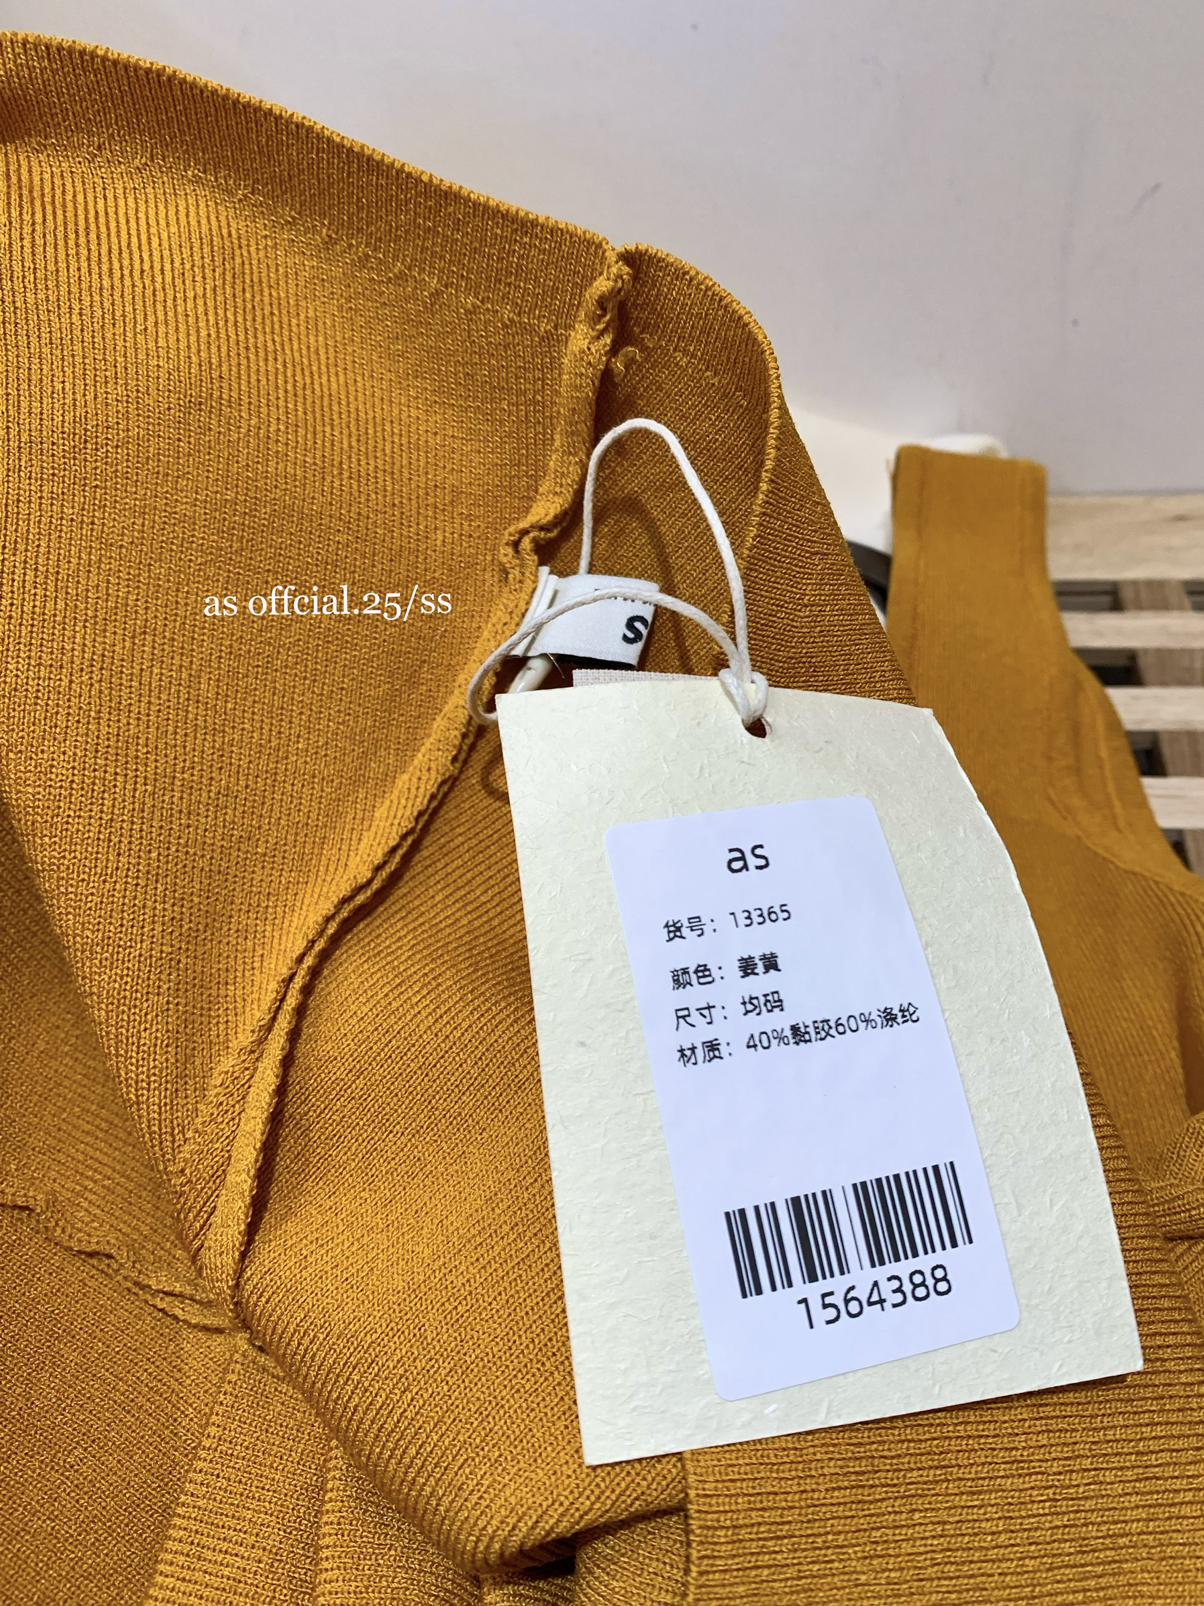 as offcial.25/ss
S
as
货号：13365
颜色：姜黄
尺寸：均码
材质：40%黏胶60%涤纶
1564388